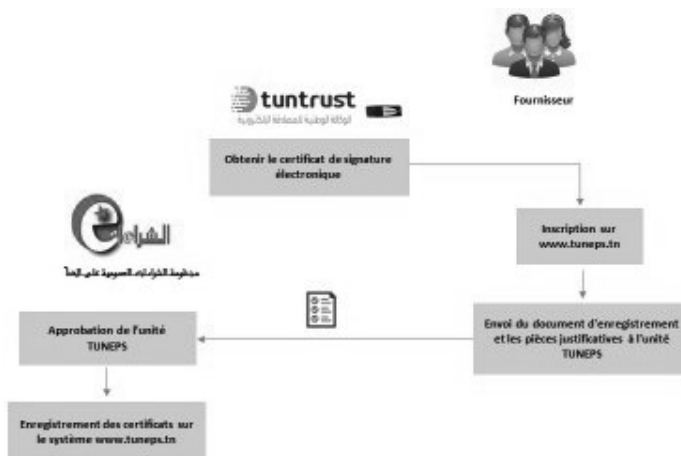 Fournisseur
tuntrust
الوكالة الوطنية للمصادقة الإلكترونية
Obtenir le certificat de signature
électronique
Inscription sur
www.tuneps.tn
الشراءات
منظومة الشراءات العمومية على الخط
Envoi du document d'enregistrement
et les pièces justificatives à l'unité
TUNEPS
Approbation de l'unité
TUNEPS
Enregistrement des certificats sur
le système www.tuneps.tn